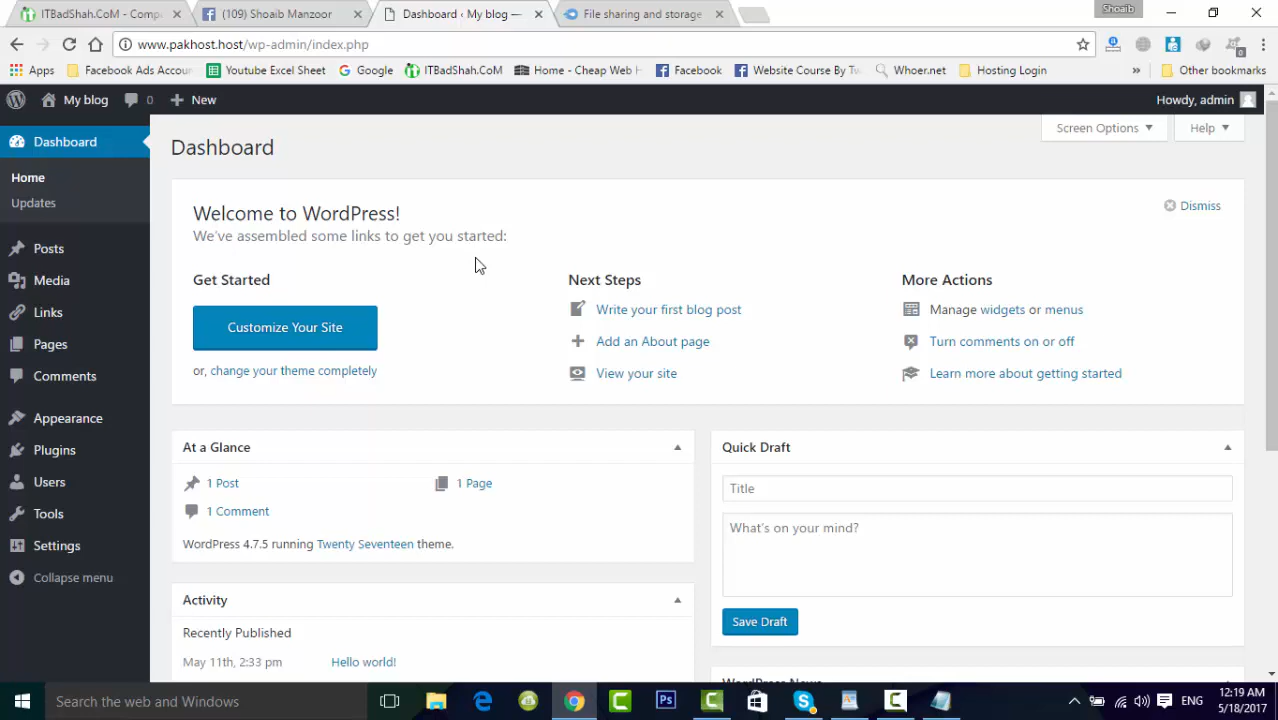 ITBadShah.CoM - Comp
(109) Shoaib Manzoor
Dashboard ‹ My blog —
File sharing and storage
Shoaib
www.pakhost.host/wp-admin/index.php
Apps
Facebook Ads Accoun
Youtube Excel Sheet
Google
ITBadShah.CoM
Home - Cheap Web H
Facebook
Website Course By Tw
Whoer.net
Hosting Login
»
Other bookmarks
My blog
0
New
Howdy, admin
Dashboard
Home
Updates
Posts
Media
Links
Pages
Comments
Appearance
Plugins
Users
Tools
Settings
Collapse menu
Dashboard
Screen Options
Help
Welcome to WordPress!
We've assembled some links to get you started:
Dismiss
Get Started
Customize Your Site
or, change your theme completely
Next Steps
Write your first blog post
Add an About page
View your site
More Actions
Manage widgets or menus
Turn comments on or off
Learn more about getting started
At a Glance
1 Post
1 Page
1 Comment
WordPress 4.7.5 running Twenty Seventeen theme.
Activity
Recently Published
May 11th, 2:33 pm
Hello world!
Quick Draft
Title
What's on your mind?
Save Draft
WordPress News
Search the web and Windows
ENG
12:19 AM
5/18/2017